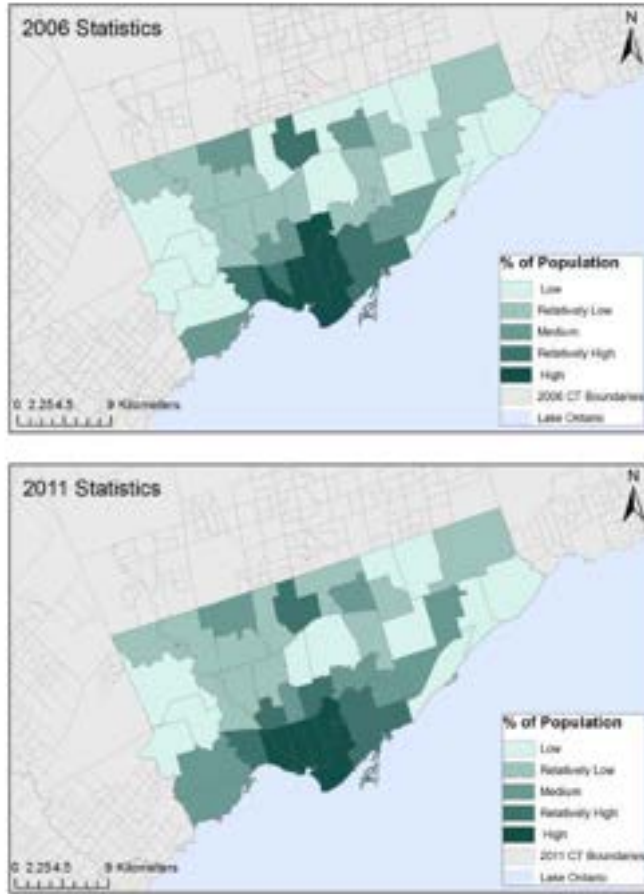 2006 Statistics
N
% of Population
Low
Relatively Low
Medium
Relatively High
High
2006 CT Boundaries
Lake Ontario
0 2.25 4.5 9 Kilometers
2011 Statistics
N
% of Population
Low
Relatively Low
Medium
Relatively High
High
2011 CT Boundaries
Lake Ontario
0 2.25 4.5 9 Kilometers